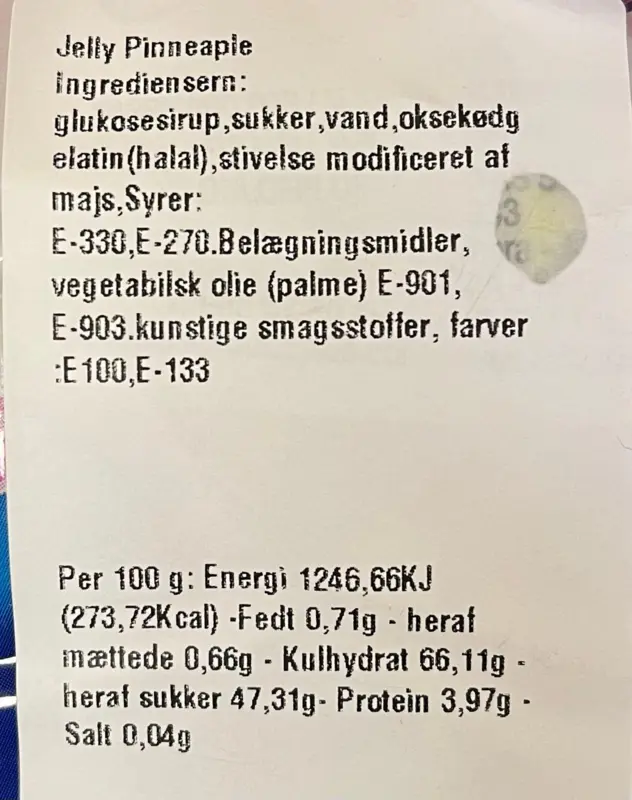 Jelly Pinneaple
Ingrediensern:
glukosesirup,sukker,vand,oksekødg
elatin(halal),stivelse modificeret af
majs,Syrer:
E-330,E-270.Belægningsmidler,
vegetabilsk olie (palme) E-901,
E-903.kunstige smagsstoffer, farver
:E100,E-133
Per 100 g: Energi 1246,66KJ
(273,72Kcal) -Fedt 0,71g - heraf
mættede 0,66g - Kulhydrat 66,11g -
heraf sukker 47,31g- Protein 3,97g -
Salt 0,04g